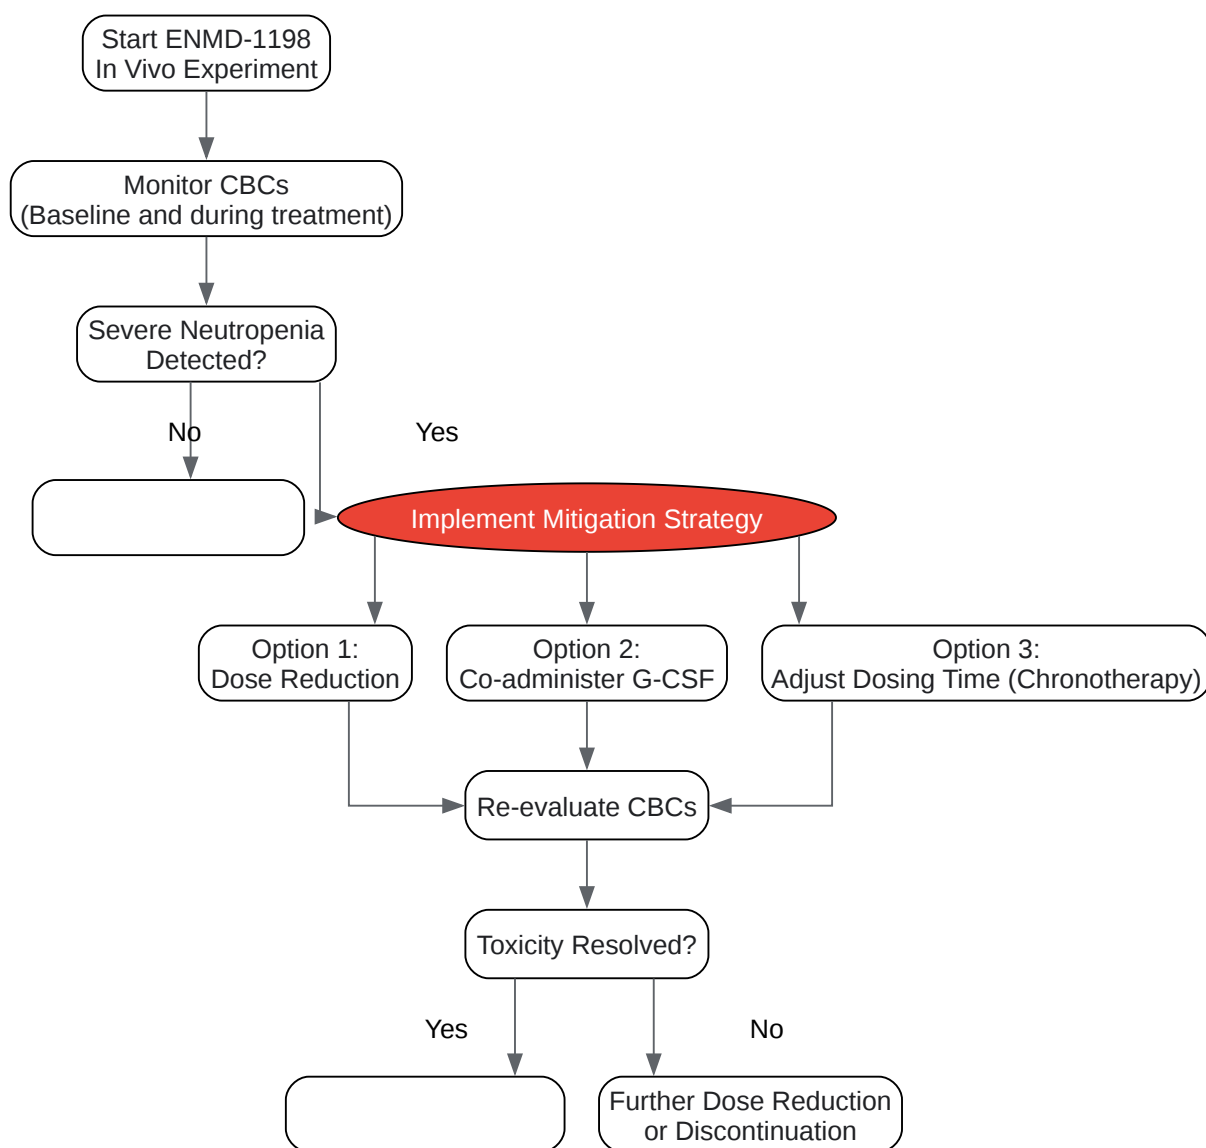 Start ENMD-1198
In Vivo Experiment
Monitor CBCs
(Baseline and during treatment)
Severe Neutropenia
Detected?
No
Yes
Implement Mitigation Strategy
Option 1:
Dose Reduction
Option 2:
Co-administer G-CSF
Option 3:
Adjust Dosing Time (Chronotherapy)
Re-evaluate CBCs
Toxicity Resolved?
Yes
No
Further Dose Reduction
or Discontinuation